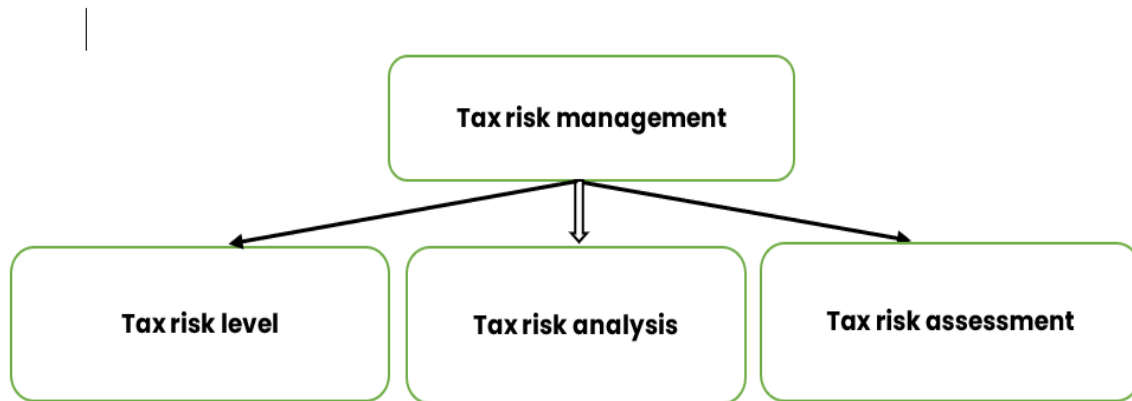 Tax risk management
Tax risk level
Tax risk analysis
Tax risk assessment